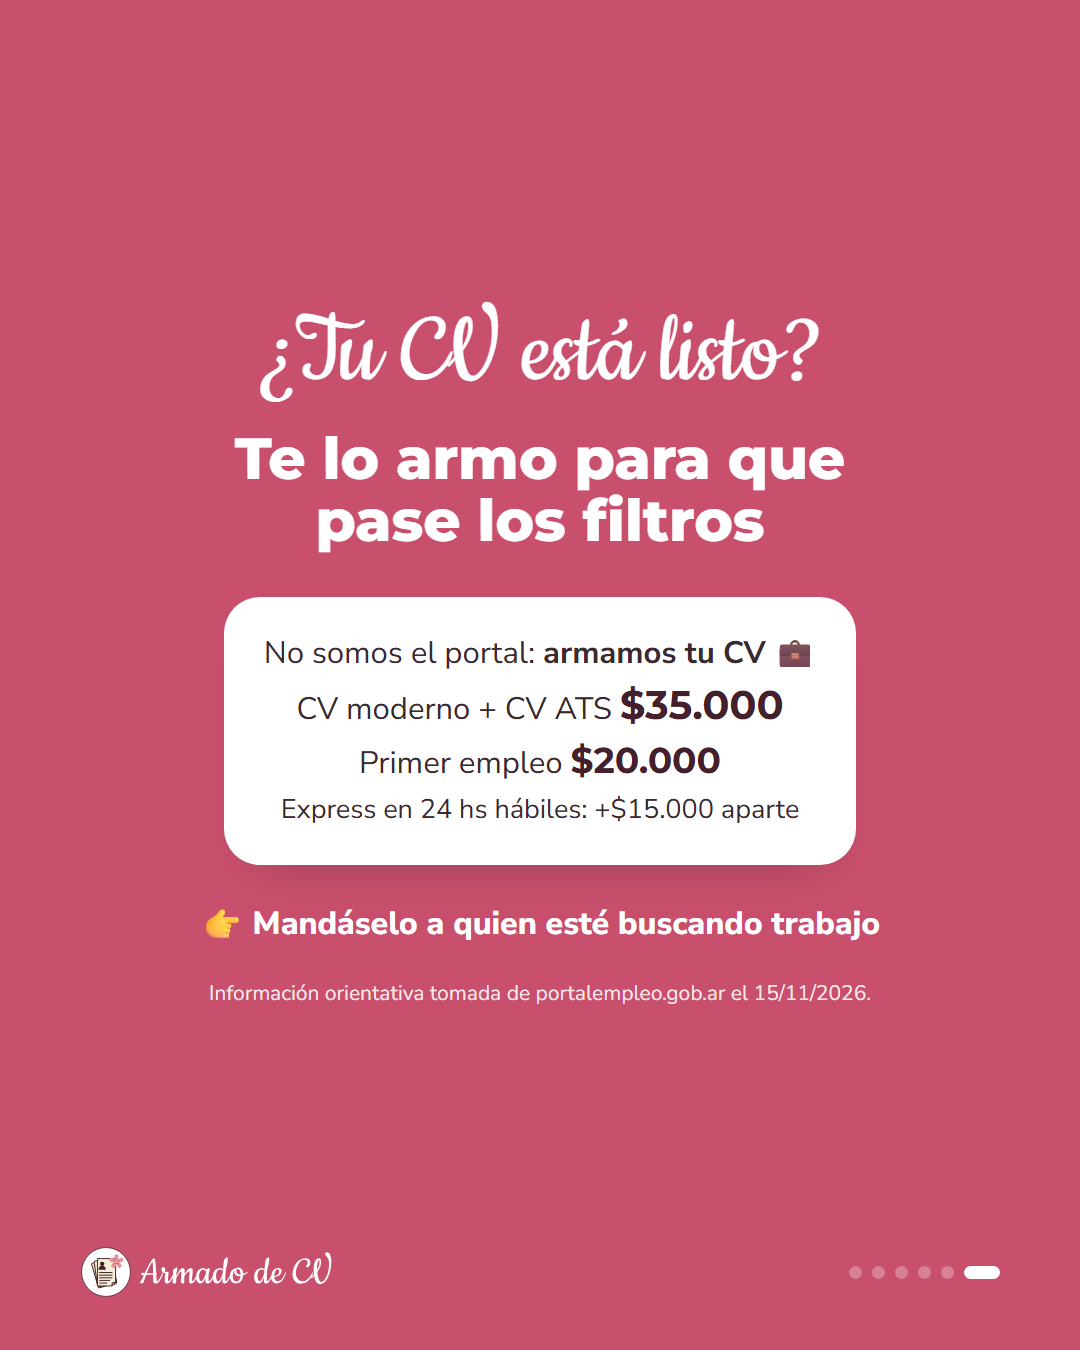 ¿Tu CV está listo?
Te lo armo para que
pase los filtros
No somos el portal: armamos tu CV 💼
CV moderno + CV ATS $35.000
Primer empleo $20.000
Express en 24 hs hábiles: +$15.000 aparte
👉 Mandáselo a quien esté buscando trabajo
Información orientativa tomada de portalempleo.gob.ar el 15/11/2026.
Armado de CV